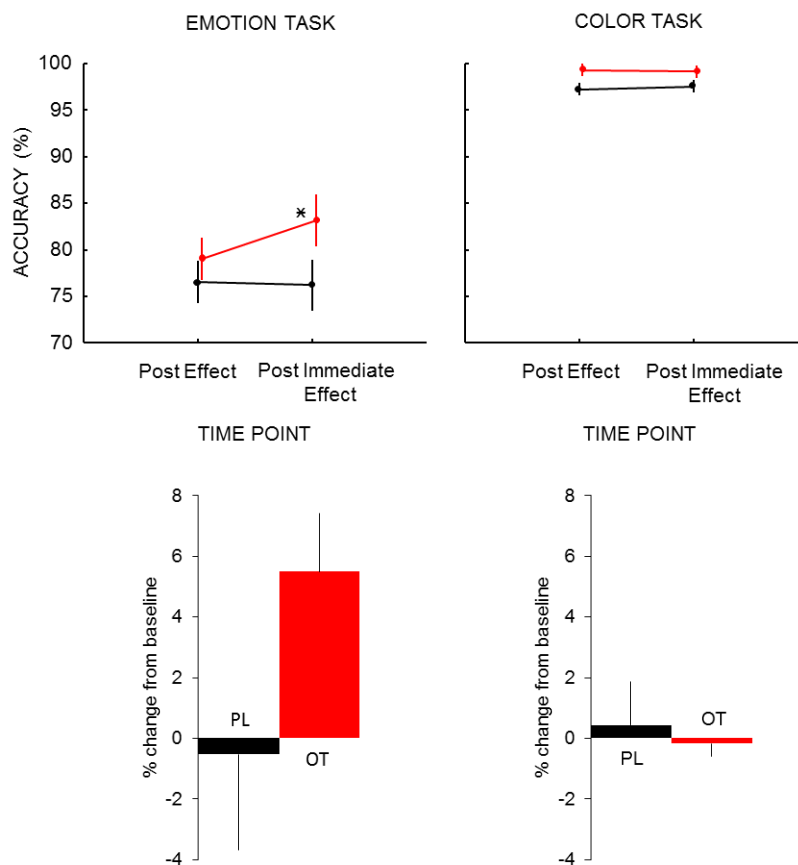 EMOTION TASK
COLOR TASK
ACCURACY (%)
100
95
90
85
80
75
70
*
Post Effect
Post Immediate
Effect
Post Effect
Post Immediate
Effect
TIME POINT
TIME POINT
% change from baseline
8
6
4
2
0
-2
-4
PL
OT
% change from baseline
8
6
4
2
0
-2
-4
OT
PL